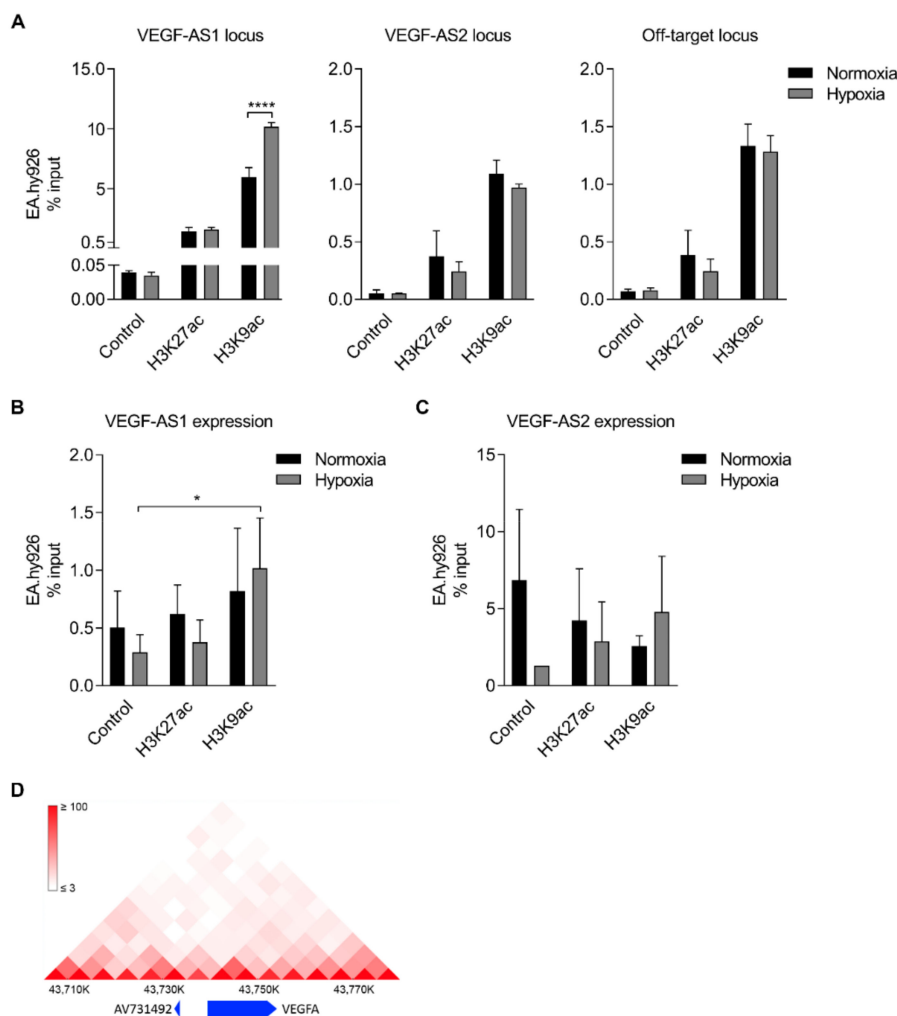 A
VEGF-AS1 locus
VEGF-AS2 locus
Off-target locus
EA.hy926
% input
15.0
10
5
0.5
0.05
0.00
Control
H3K27ac
H3K9ac
****
2.0
1.5
1.0
0.5
0.0
Control
H3K27ac
H3K9ac
2.0
1.5
1.0
0.5
0.0
Control
H3K27ac
H3K9ac
Normoxia
Hypoxia
B
VEGF-AS1 expression
EA.hy926
% input
2.0
1.5
1.0
0.5
0.0
*
Control
H3K27ac
H3K9ac
Normoxia
Hypoxia
C
VEGF-AS2 expression
EA.hy926
% input
15
10
5
0
Control
H3K27ac
H3K9ac
Normoxia
Hypoxia
D
≥ 100
≤ 3
43,710K 43,730K 43,750K 43,770K
AV731492 VEGFA